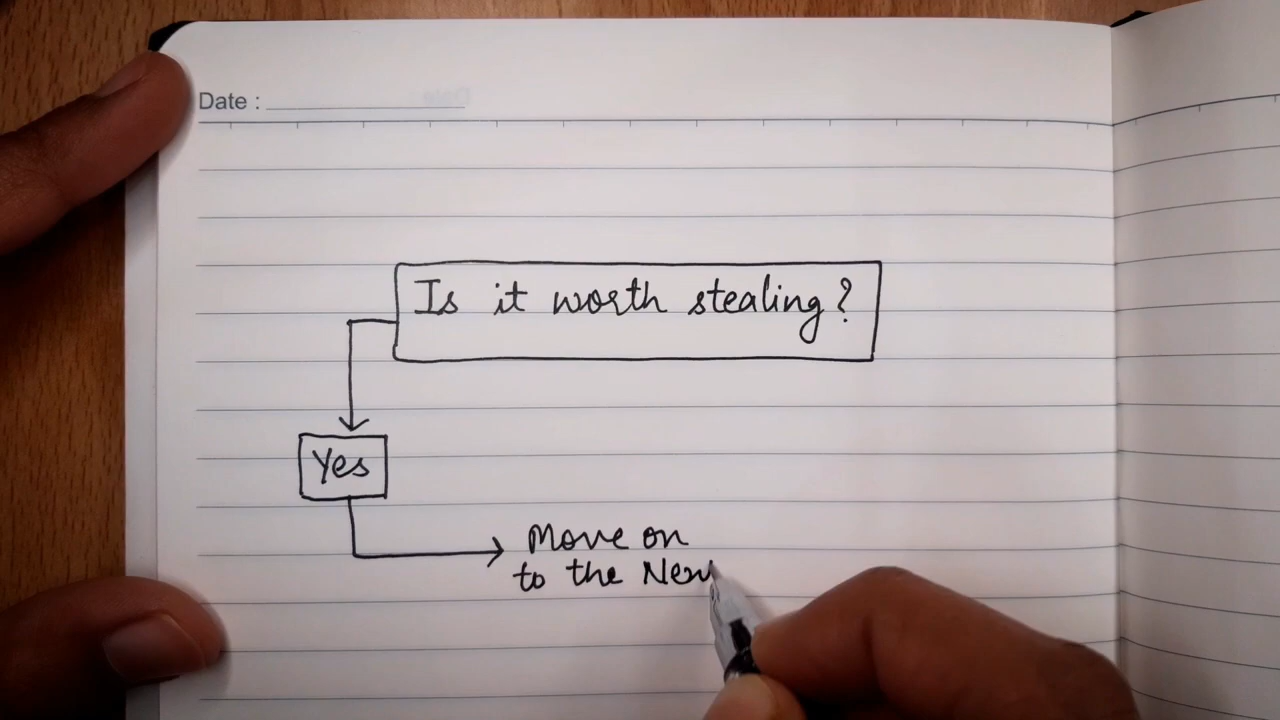 Date :
Is it worth stealing?
Yes
Move on
to the